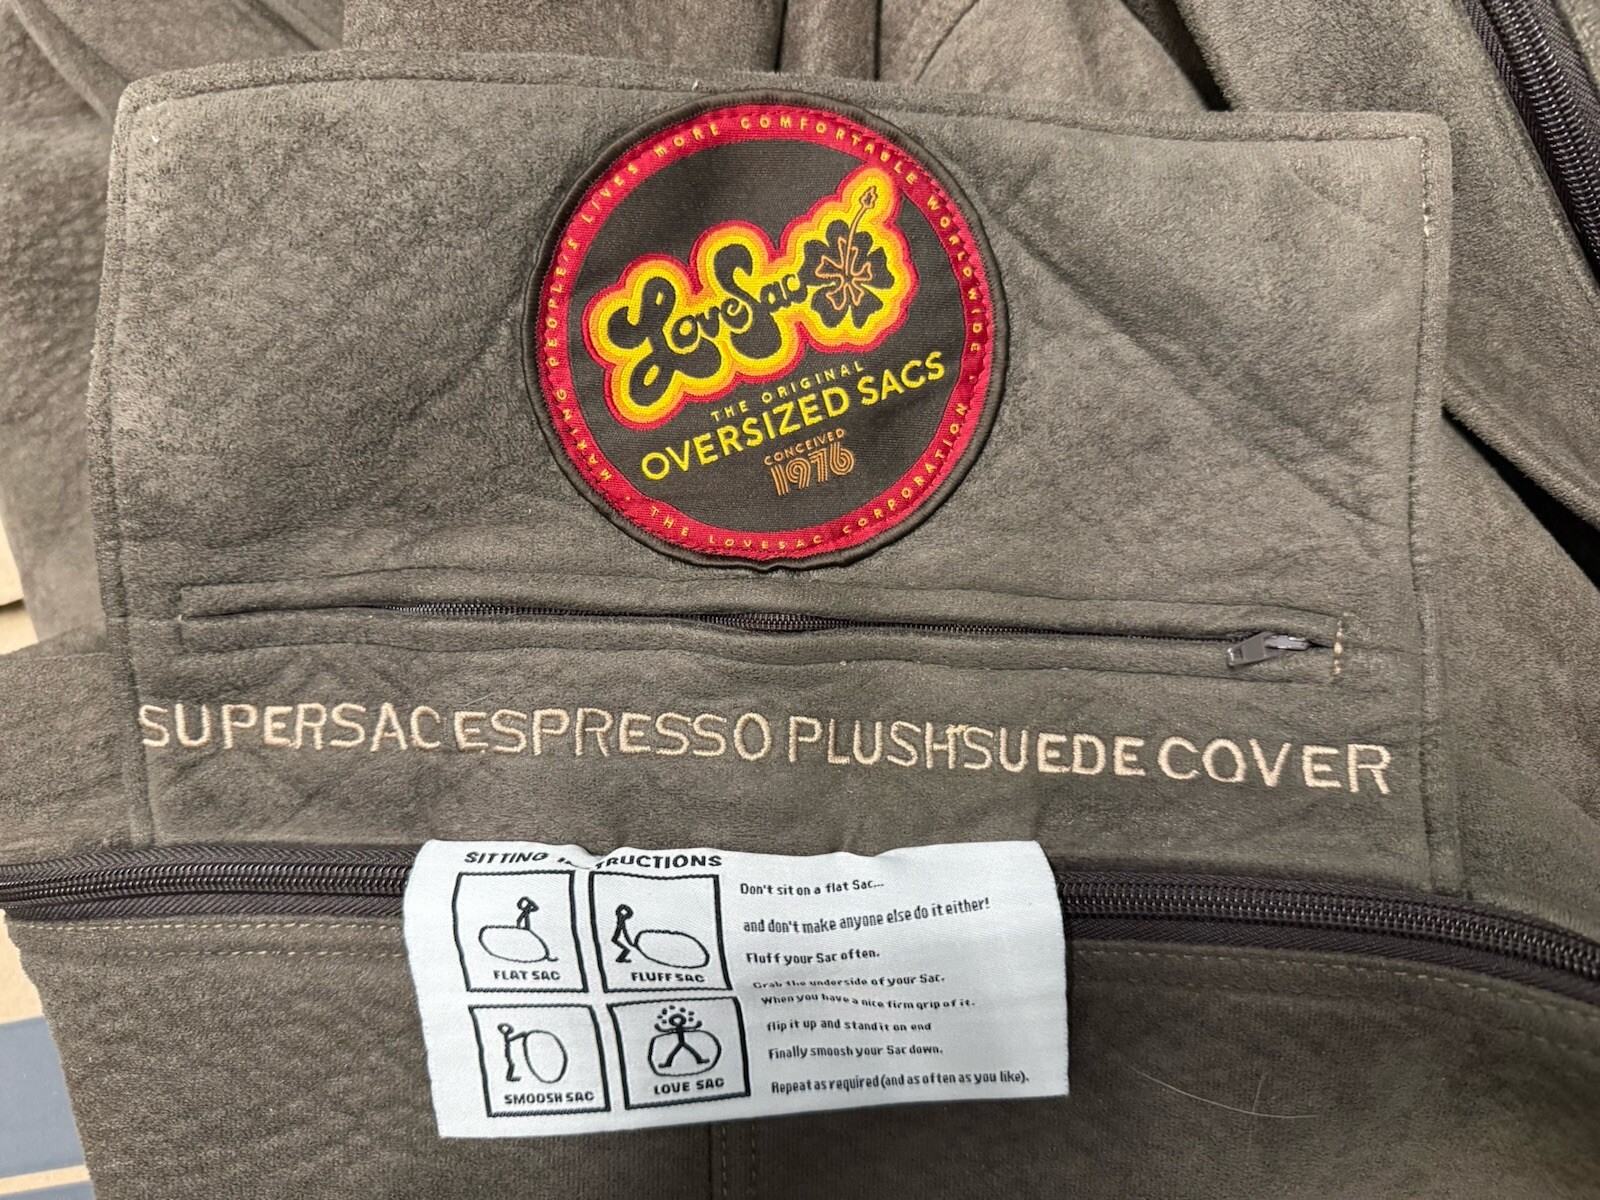 MAKING PEOPLE'S LIVES MORE COMFORTABLE WORLDWIDE
LoveSac
THE ORIGINAL
OVERSIZED SACS
CONCEIVED
1976
THE LOVESAC CORPORATION
SUPERSAC ESPRESSO PLUSH SUEDE COVER
SITTING
FLAT SAC
FLUFF SAC
SMOOSH SAC
LOVE SAC
Don't sit on a flat Sac...
and don't make anyone else do it either!
Fluff your Sac often.
Grab the underside of your Sac.
When you have a nice firm grip of it.
flip it up and stand it on end
Finally smoosh your Sac down.
Repeat as required (and as often as you like).